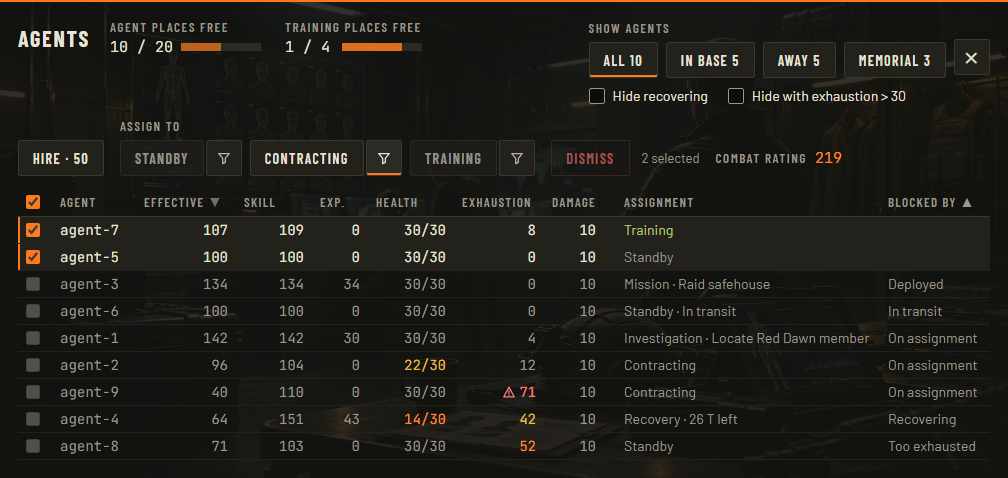 AGENTS
AGENT PLACES FREE
10 / 20
TRAINING PLACES FREE
1 / 4
SHOW AGENTS
ALL 10
IN BASE 5
AWAY 5
MEMORIAL 3
✕
Hide recovering
Hide with exhaustion > 30
ASSIGN TO
HIRE · 50
STANDBY
CONTRACTING
TRAINING
DISMISS
2 selected
COMBAT RATING 219
AGENT EFFECTIVE ▼ SKILL EXP. HEALTH EXHAUSTION DAMAGE ASSIGNMENT BLOCKED BY ▲
agent-7 107 109 0 30/30 8 10 Training
agent-5 100 100 0 30/30 0 10 Standby
agent-3 134 134 34 30/30 0 10 Mission · Raid safehouse Deployed
agent-6 100 100 0 30/30 0 10 Standby · In transit In transit
agent-1 142 142 30 30/30 4 10 Investigation · Locate Red Dawn member On assignment
agent-2 96 104 0 22/30 12 10 Contracting On assignment
agent-9 40 110 0 30/30 71 10 Contracting On assignment
agent-4 64 151 43 14/30 42 10 Recovery · 26 T left Recovering
agent-8 71 103 0 30/30 52 10 Standby Too exhausted